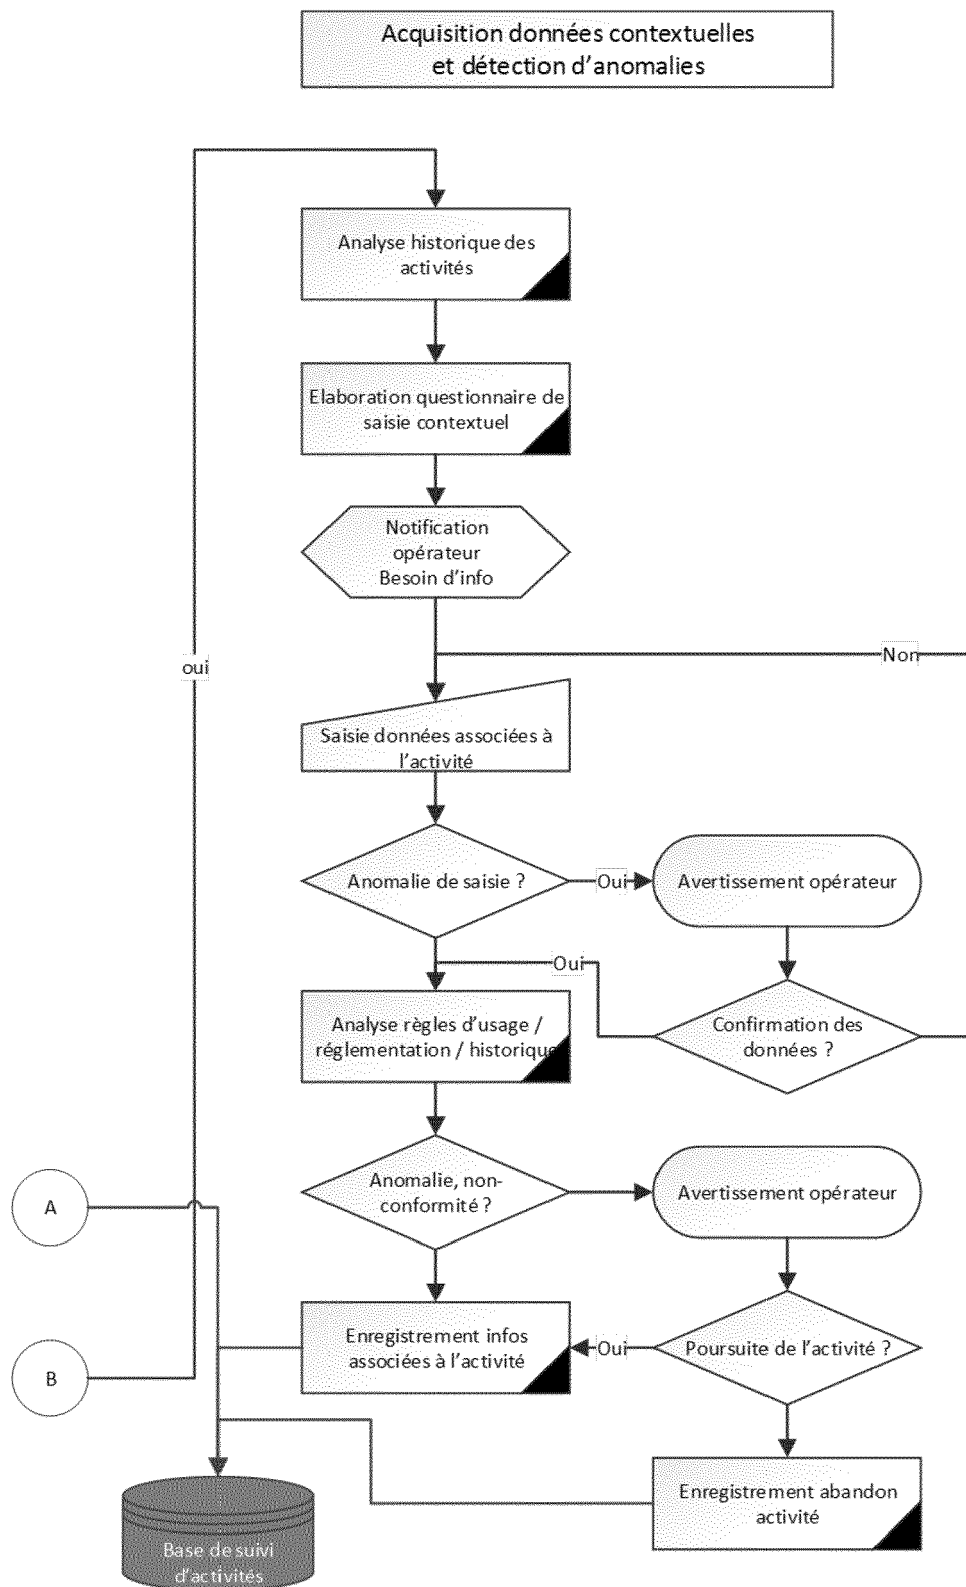 Acquisition données contextuelles
et détection d'anomalies
Analyse historique des
activités
Elaboration questionnaire de
saisie contextuel
Notification
opérateur
Besoin d'info
oui
Non
Saisie données associées à
l'activité
Anomalie de saisie ?
Oui
Avertissement opérateur
Oui
Analyse règles d'usage /
réglementation / historique
Confirmation des
données ?
Anomalie, non-
conformité ?
Avertissement opérateur
A
Enregistrement infos
associées à l'activité
Oui
Poursuite de l'activité ?
B
Enregistrement abandon
activité
Base de suivi
d'activités